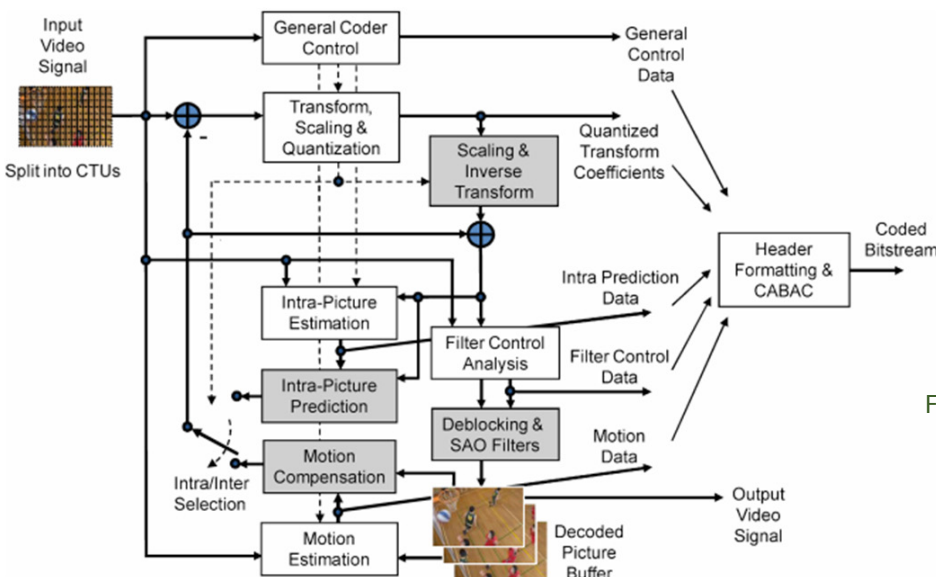 Input
Video
Signal
Split into CTUs
General Coder
Control
Transform,
Scaling &
Quantization
-
Scaling &
Inverse
Transform
General
Control
Data
Quantized
Transform
Coefficients
Coded
Bitstream
Header
Formatting &
CABAC
Intra Prediction
Data
Intra-Picture
Estimation
Filter Control
Analysis
Filter Control
Data
Intra-Picture
Prediction
Deblocking &
SAO Filters
F
Motion
Data
Motion
Compensation
Intra/Inter
Selection
Output
Video
Signal
Motion
Estimation
Decoded
Picture
Buffer